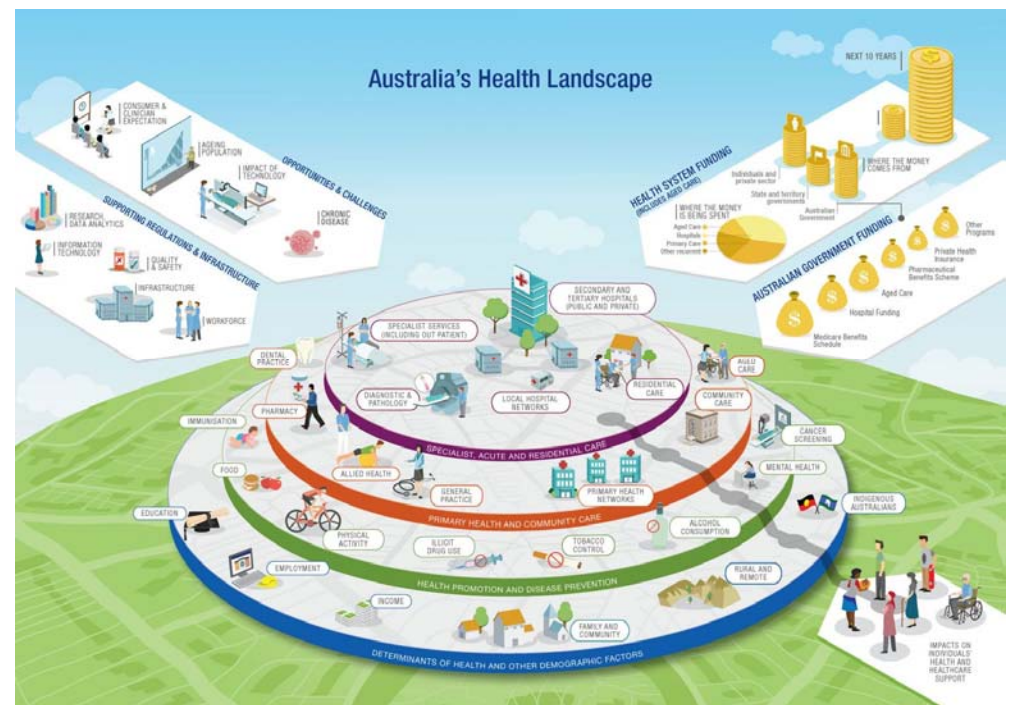 Australia's Health Landscape
CONSUMER &
CLINICIAN
EXPECTATION
AGEING
POPULATION
IMPACT OF
TECHNOLOGY
CHRONIC
DISEASE
OPPORTUNITIES & CHALLENGES
RESEARCH,
DATA ANALYTICS
INFORMATION
TECHNOLOGY
QUALITY
& SAFETY
INFRASTRUCTURE
WORKFORCE
SUPPORTING REGULATIONS & INFRASTRUCTURE
NEXT 10 YEARS
HEALTH SYSTEM FUNDING
(INCLUDES AGED CARE)
WHERE THE MONEY
COMES FROM
Individuals and
private sector
State and territory
governments
Australian
Government
WHERE THE MONEY
IS BEING SPENT
Aged Care
Hospitals
Primary Care
Other recurrent
AUSTRALIAN GOVERNMENT FUNDING
Other
Programs
Private Health
Insurance
Pharmaceutical
Benefits Scheme
Aged Care
Hospital Funding
Medicare Benefits
Schedule
SECONDARY AND
TERTIARY HOSPITALS
(PUBLIC AND PRIVATE)
SPECIALIST SERVICES
(INCLUDING OUT PATIENT)
DIAGNOSTIC &
PATHOLOGY
LOCAL HOSPITAL
NETWORKS
RESIDENTIAL
CARE
SPECIALIST, ACUTE AND RESIDENTIAL CARE
DENTAL
PRACTICE
PHARMACY
ALLIED HEALTH
GENERAL
PRACTICE
PRIMARY HEALTH
NETWORKS
COMMUNITY
CARE
CARE
PRIMARY HEALTH AND COMMUNITY CARE
IMMUNISATION
FOOD
PHYSICAL
ACTIVITY
ILLICIT
DRUG USE
TOBACCO
CONTROL
ALCOHOL
CONSUMPTION
MENTAL HEALTH
CANCER
SCREENING
HEALTH PROMOTION AND DISEASE PREVENTION
EDUCATION
EMPLOYMENT
INCOME
FAMILY AND
COMMUNITY
RURAL AND
REMOTE
INDIGENOUS
AUSTRALIANS
DETERMINANTS OF HEALTH AND OTHER DEMOGRAPHIC FACTORS
IMPACTS ON
INDIVIDUALS'
HEALTH AND
HEALTHCARE
SUPPORT